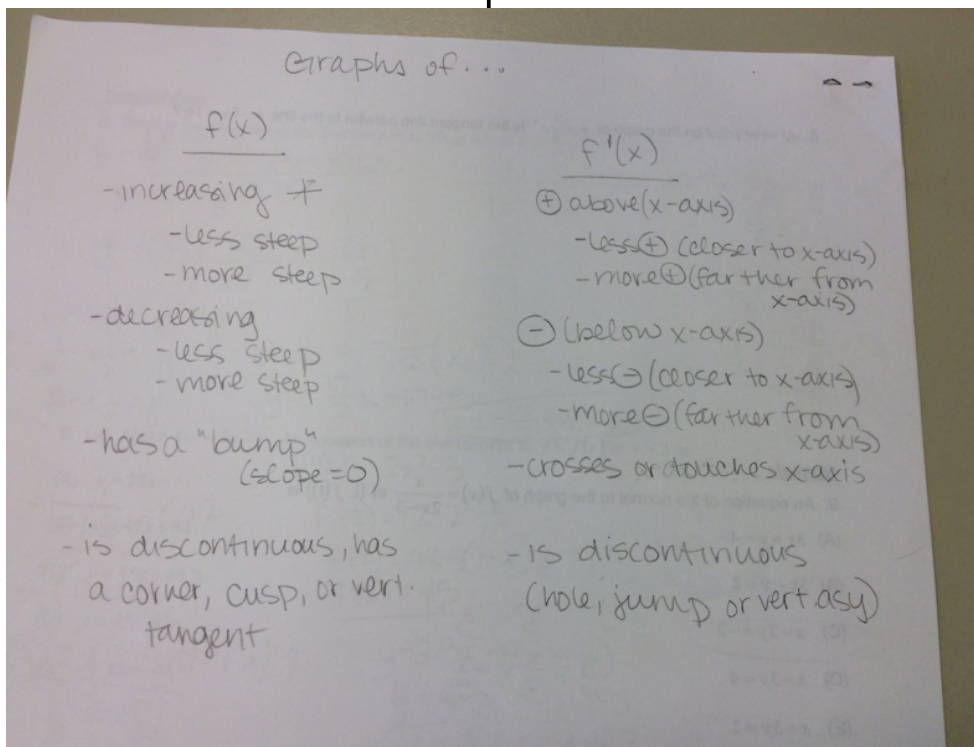 Graphs of...
f(x)
-increasing +
-less steep
-more steep
-decreasing
-less steep
- more steep
-has a "bump"
(slope=0)
- is discontinuous, has
a corner, cusp, or vert.
tangent
f'(x)
⊕ above(x-axis)
-less⊕ (closer to x-axis)
-more⊕(farther from
x-axis)
⊖ (below x-axis)
-less⊖ (closer to x-axis)
-more⊖ (farther from
x-axis)
-crosses or touches x-axis
- is discontinuous
(hole, jump or vert asy)